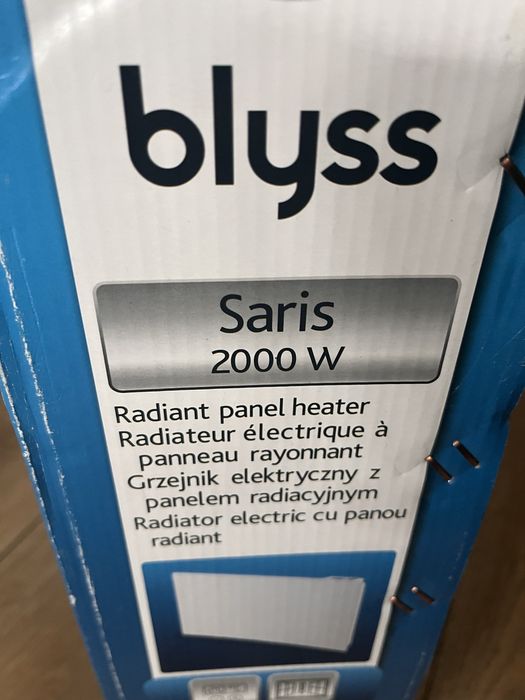 blyss
Saris
2000 W
Radiant panel heater
Radiateur électrique à
panneau rayonnant
Grzejnik elektryczny z
panelem radiacyjnym
Radiator electric cu panou
radiant